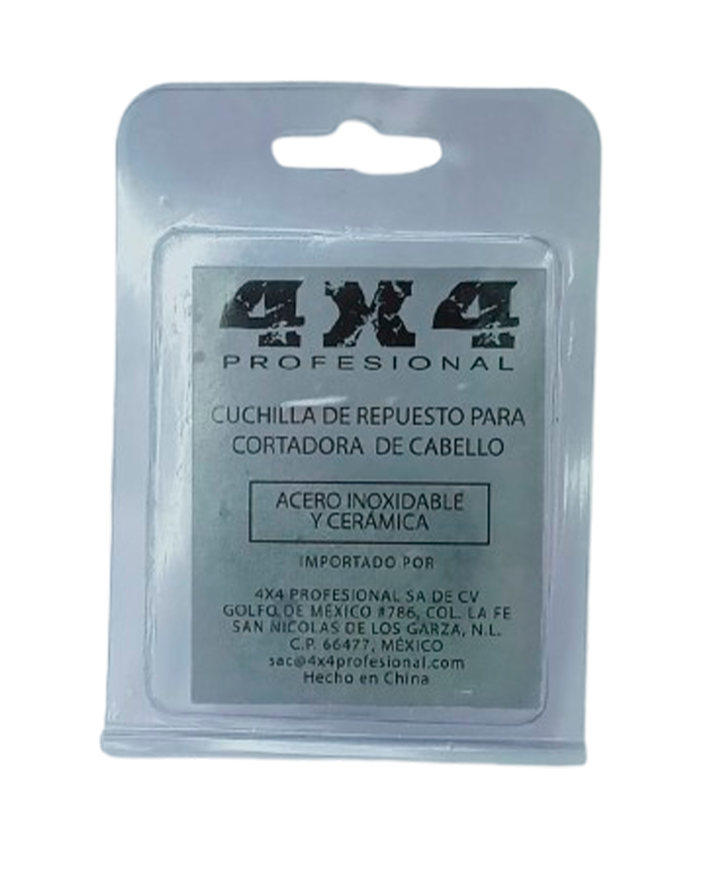 4X4
PROFESIONAL
CUCHILLA DE REPUESTO PARA
CORTADORA DE CABELLO
ACERO INOXIDABLE
Y CERÁMICA
IMPORTADO POR
4X4 PROFESIONAL SA DE CV
GOLFO DE MÉXICO #786, COL. LA FE
SAN NICOLAS DE LOS GARZA, N.L.
C.P. 66477, MÉXICO
sac@4x4profesional.com
Hecho en China